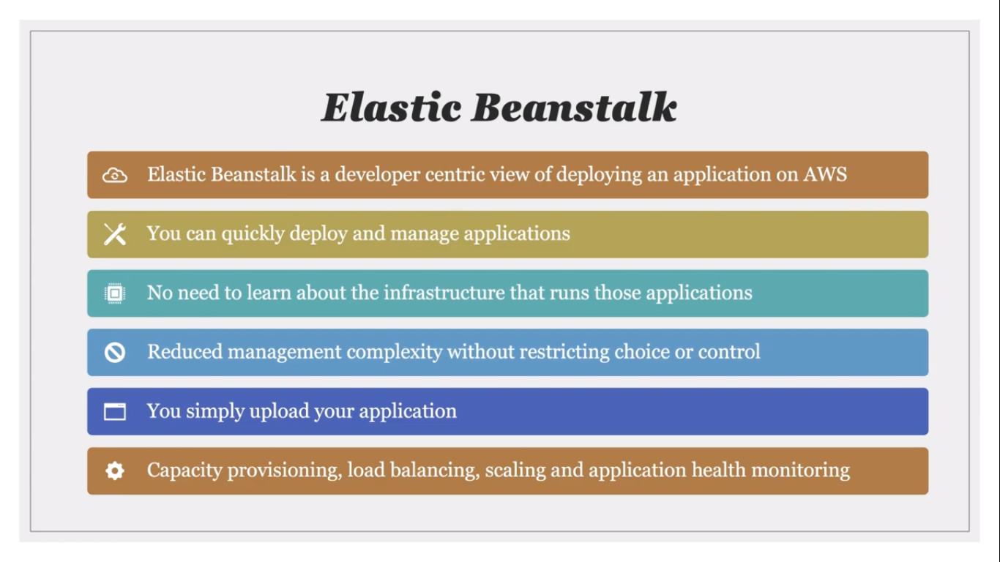 Elastic Beanstalk
Elastic Beanstalk is a developer centric view of deploying an application on AWS
You can quickly deploy and manage applications
No need to learn about the infrastructure that runs those applications
Reduced management complexity without restricting choice or control
You simply upload your application
Capacity provisioning, load balancing, scaling and application health monitoring